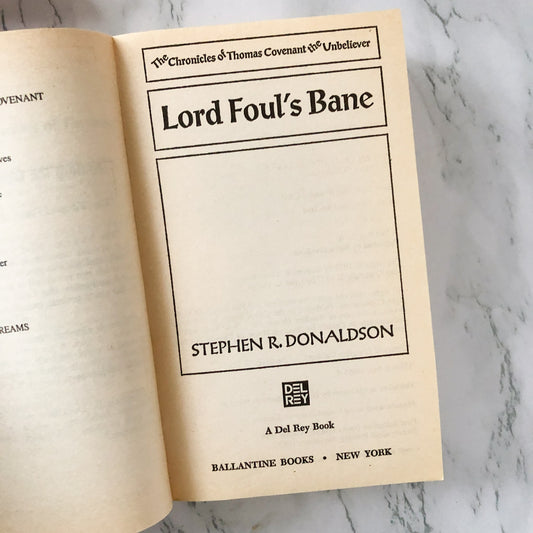 OVENANT
ves
er
REAMS
The Chronicles of Thomas Covenant the Unbeliever
Lord Foul's Bane
STEPHEN R. DONALDSON
DEL
REY
A Del Rey Book
BALLANTINE BOOKS • NEW YORK